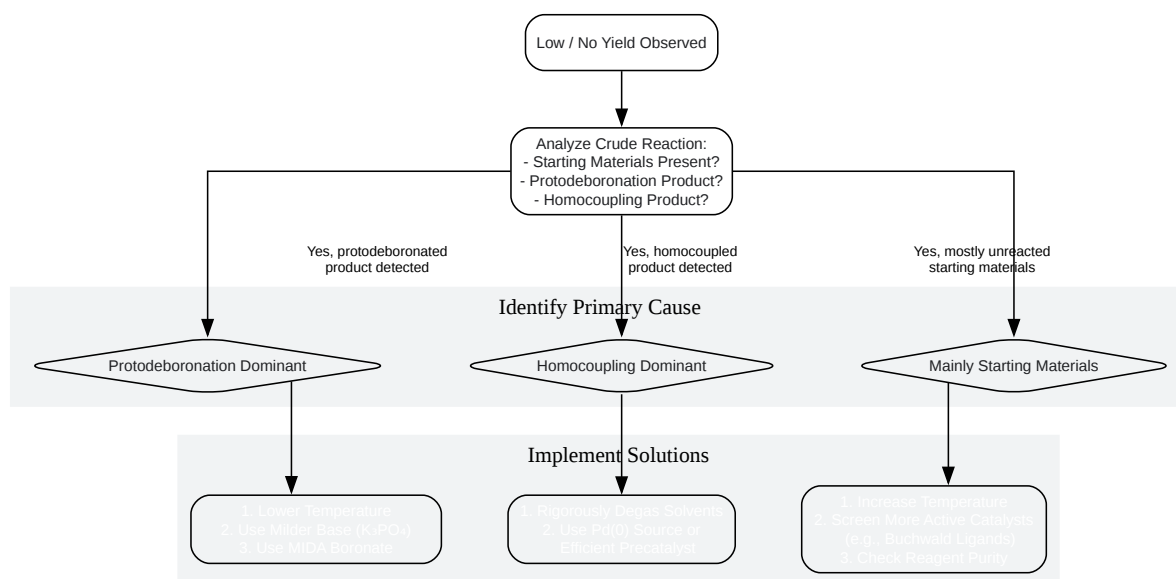 Low / No Yield Observed
Analyze Crude Reaction:
- Starting Materials Present?
- Protodeboronation Product?
- Homocoupling Product?
Yes, protodeboronated
product detected
Yes, homocoupled
product detected
Yes, mostly unreacted
starting materials
Identify Primary Cause
Protodeboronation Dominant
Homocoupling Dominant
Mainly Starting Materials
Implement Solutions
1. Lower Temperature
2. Use Milder Base (K₃PO₄)
3. Use MIDA Boronate
1. Rigorously Degas Solvents
2. Use Pd(0) Source or
Efficient Precatalyst
1. Increase Temperature
2. Screen More Active Catalysts
(e.g., Buchwald Ligands)
3. Check Reagent Purity